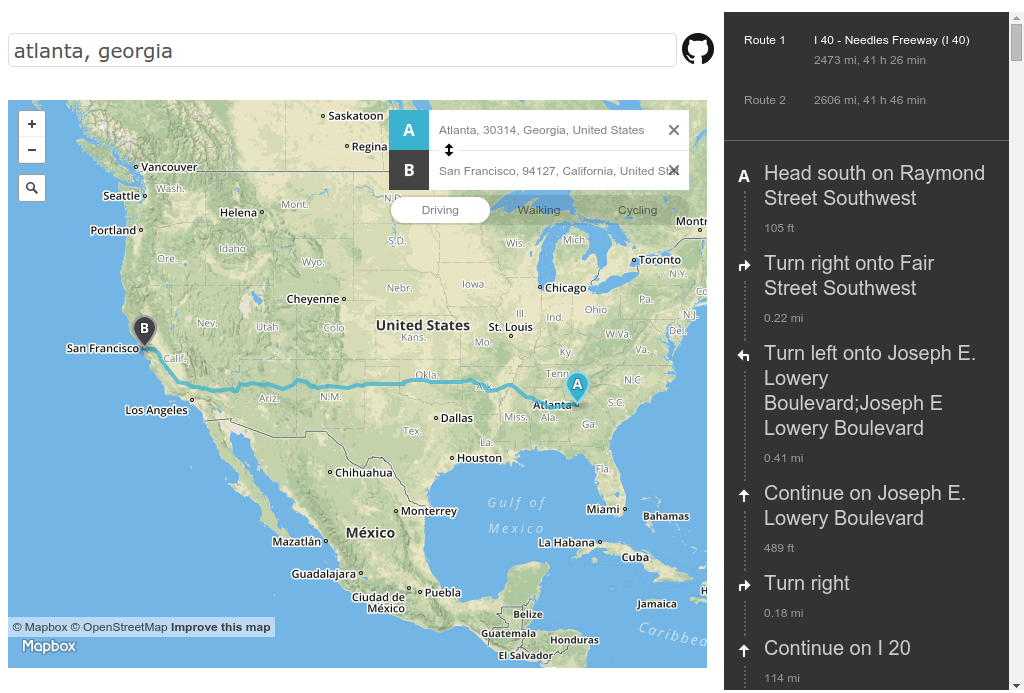 atlanta, georgia
+
−
A Atlanta, 30314, Georgia, United States ✕
B San Francisco, 94127, California, United St
Driving Walking Cycling
Saskatoon
Regina
Vancouver
Wash.
Seattle
Mont.
N.D.
Helena
Montr
Portland
S.D.
Wis.
Mich.
Toronto
Ore.
Idaho
Wyo.
N.Y.
Nebr.
Iowa
Chicago
Pa.
Cheyenne
Ill.
Ind.
Ohio
N.J.
B
Nev.
Utah
Colo.
United States
Kans.
St. Louis
Mo.
W.Va.
Del.
San Francisco
Calif.
Ky.
Va.
Okla.
Ark.
Tenn.
A
N.C.
Ariz.
N.M.
Los Angeles
Dallas
Atlanta
Miss.
Ala.
S.C.
Ga.
Tex.
La.
Houston
Chihuahua
Fla.
Gulf of
Mexico
Monterrey
Miami
Bahamas
Mazatlán
México
La Habana
Cuba
Guadalajara
Ciudad de
México
Puebla
Jamaica
Belize
Guatemala
Honduras
El Salvador
Caribbea
© Mapbox © OpenStreetMap Improve this map
Mapbox
Route 1 I 40 - Needles Freeway (I 40)
2473 mi, 41 h 26 min
Route 2 2606 mi, 41 h 46 min
A Head south on Raymond
Street Southwest
105 ft
Turn right onto Fair
Street Southwest
0.22 mi
Turn left onto Joseph E.
Lowery
Boulevard;Joseph E
Lowery Boulevard
0.41 mi
Continue on Joseph E.
Lowery Boulevard
489 ft
Turn right
0.18 mi
Continue on I 20
114 mi